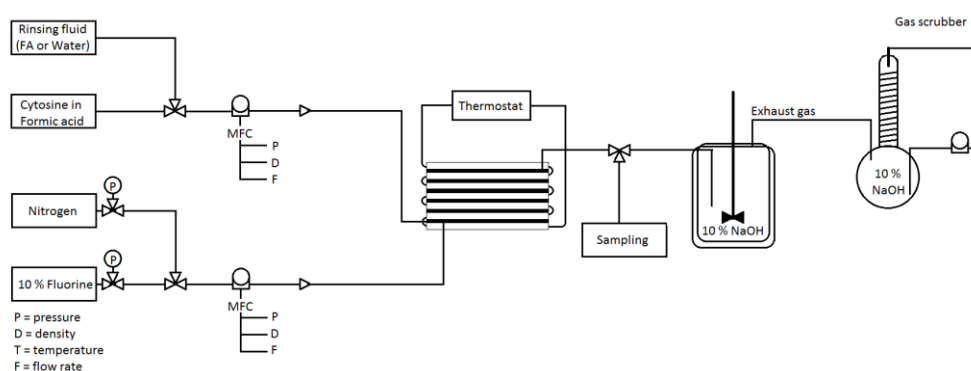 Gas scrubber
Rinsing fluid
(FA or Water)
Cytosine in
Formic acid
MFC
P
D
F
Thermostat
Exhaust gas
10 %
NaOH
P
Nitrogen
Sampling
10 % NaOH
P
10 % Fluorine
MFC
P
D
F
P = pressure
D = density
T = temperature
F = flow rate